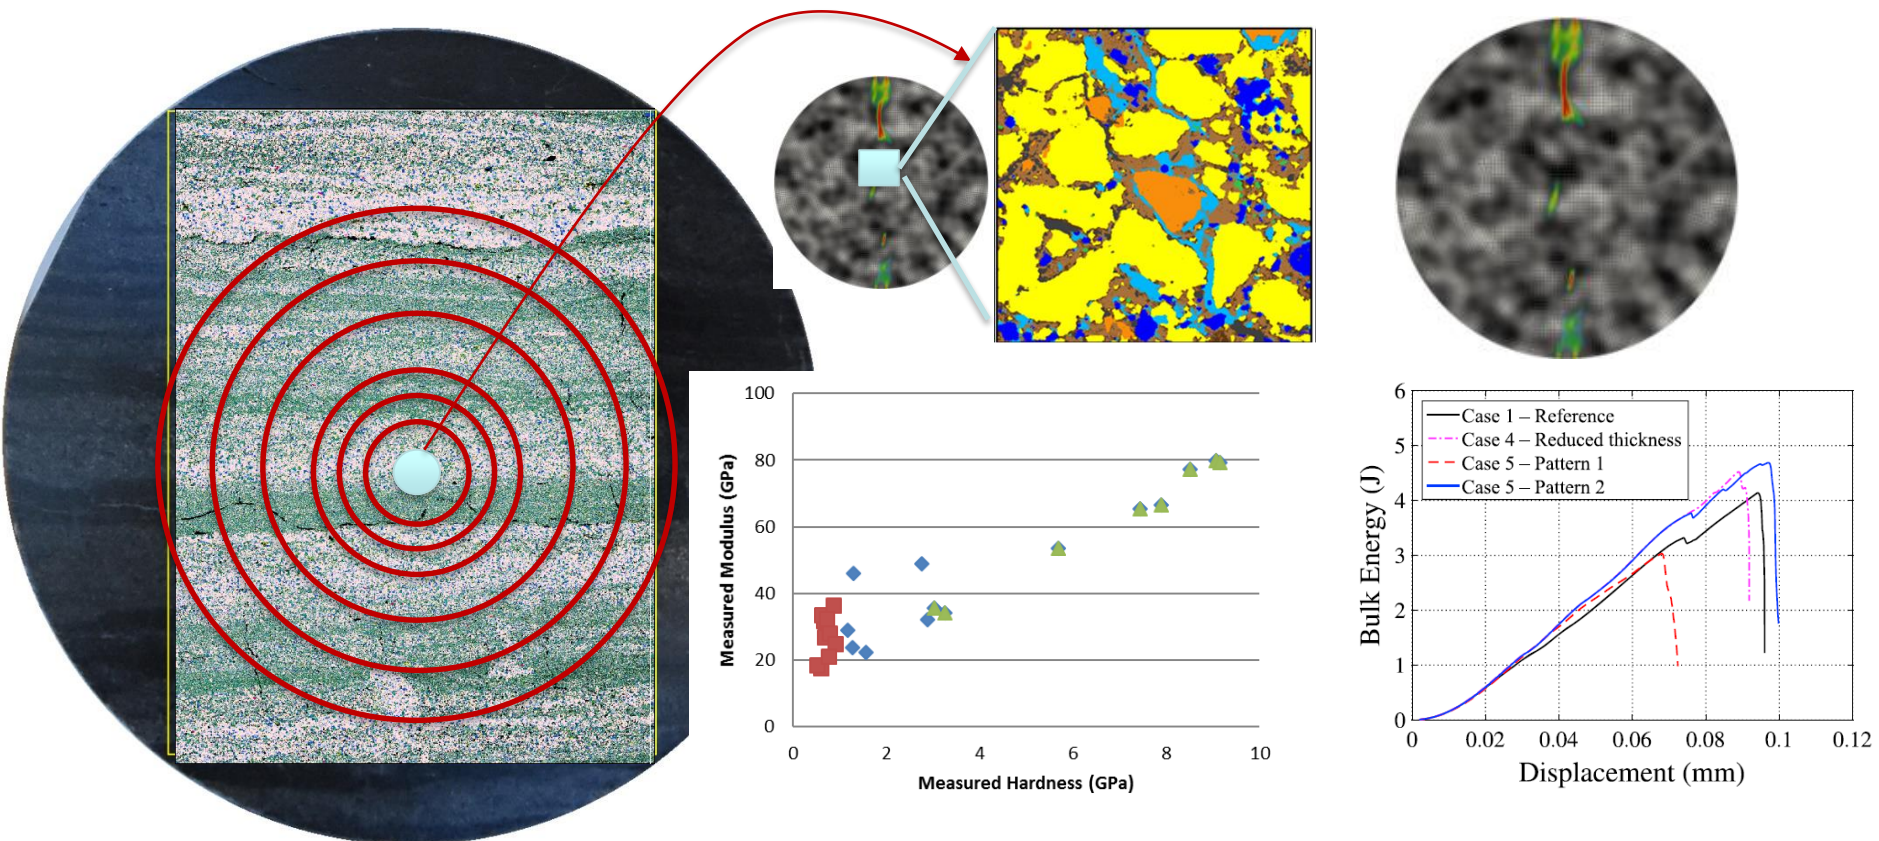 100
80
60
40
20
0
0 2 4 6 8 10
Measured Modulus (GPa)
Measured Hardness (GPa)
6
5
4
3
2
1
0
0 0.02 0.04 0.06 0.08 0.1 0.12
Bulk Energy (J)
Displacement (mm)
Case 1 – Reference
Case 4 – Reduced thickness
Case 5 – Pattern 1
Case 5 – Pattern 2